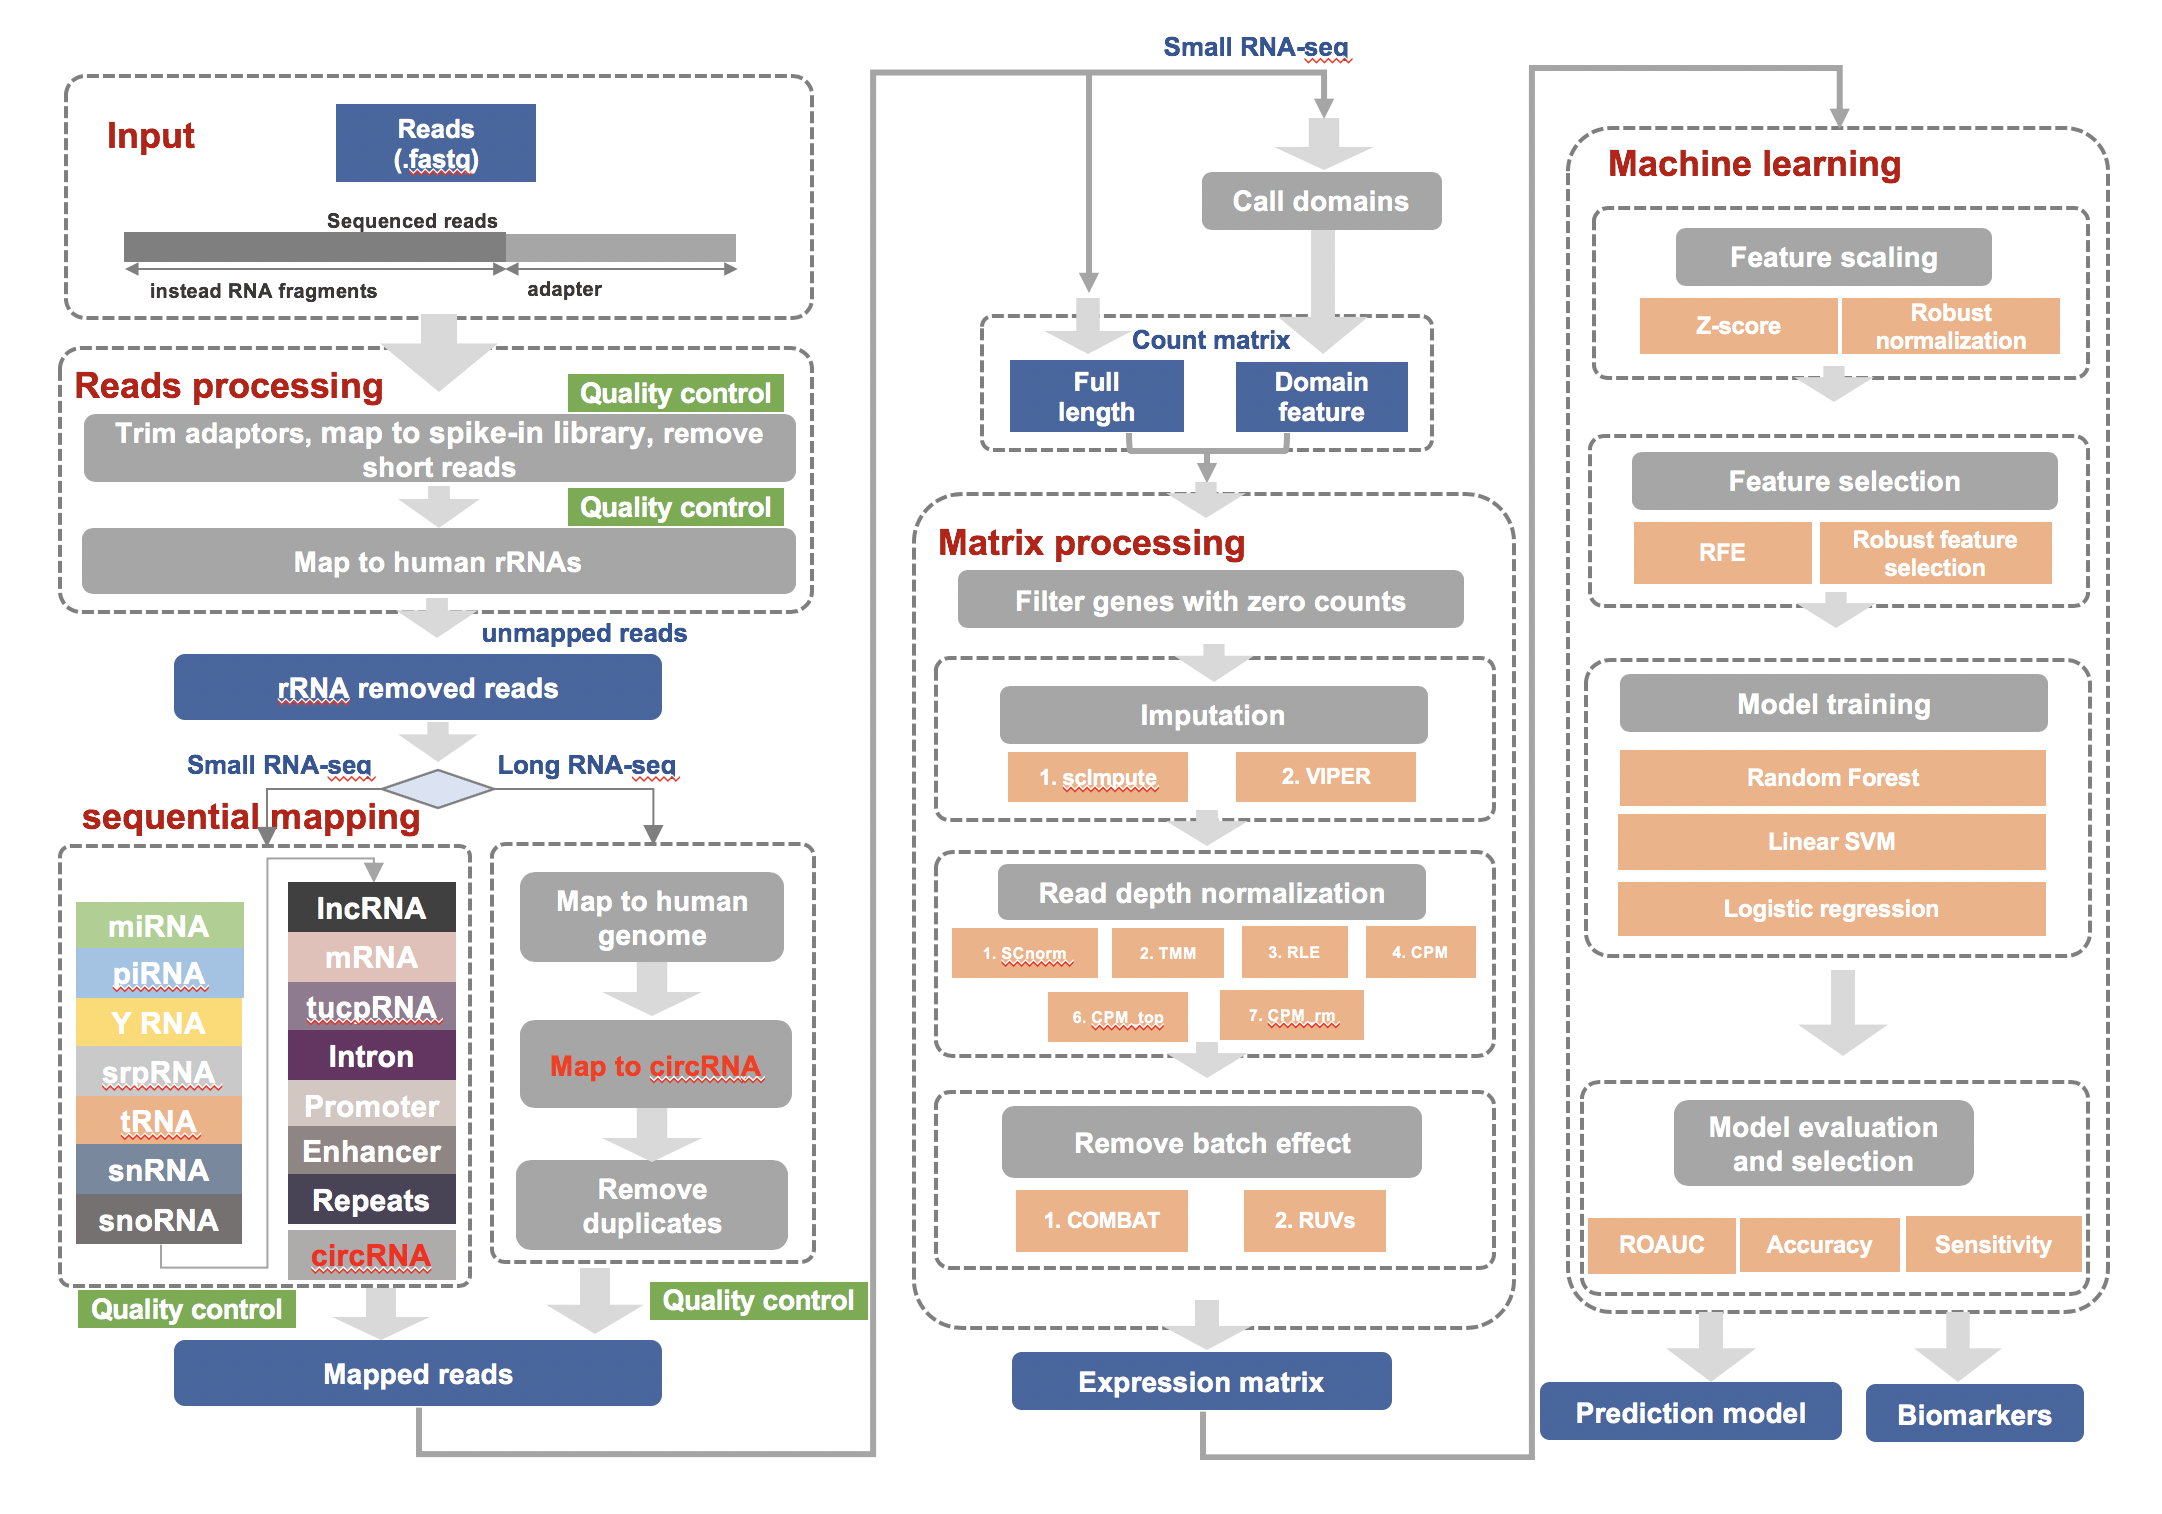 Input
Reads
(.fastq)
Sequenced reads
instead RNA fragments
adapter
Reads processing
Quality control
Trim adaptors, map to spike-in library, remove
short reads
Quality control
Map to human rRNAs
unmapped reads
rRNA removed reads
Small RNA-seq
Long RNA-seq
sequential mapping
miRNA
piRNA
Y RNA
srpRNA
tRNA
snRNA
snoRNA
lncRNA
mRNA
tucpRNA
Intron
Promoter
Enhancer
Repeats
circRNA
Map to human
genome
Map to circRNA
Remove
duplicates
Quality control
Quality control
Mapped reads
Small RNA-seq
Call domains
Count matrix
Full
length
Domain
feature
Matrix processing
Filter genes with zero counts
Imputation
1. scImpute
2. VIPER
Read depth normalization
1. SCnorm
2. TMM
3. RLE
4. CPM
6. CPM_top
7. CPM_rm
Remove batch effect
1. COMBAT
2. RUVs
Expression matrix
Machine learning
Feature scaling
Z-score
Robust
normalization
Feature selection
RFE
Robust feature
selection
Model training
Random Forest
Linear SVM
Logistic regression
Model evaluation
and selection
ROAUC
Accuracy
Sensitivity
Prediction model
Biomarkers